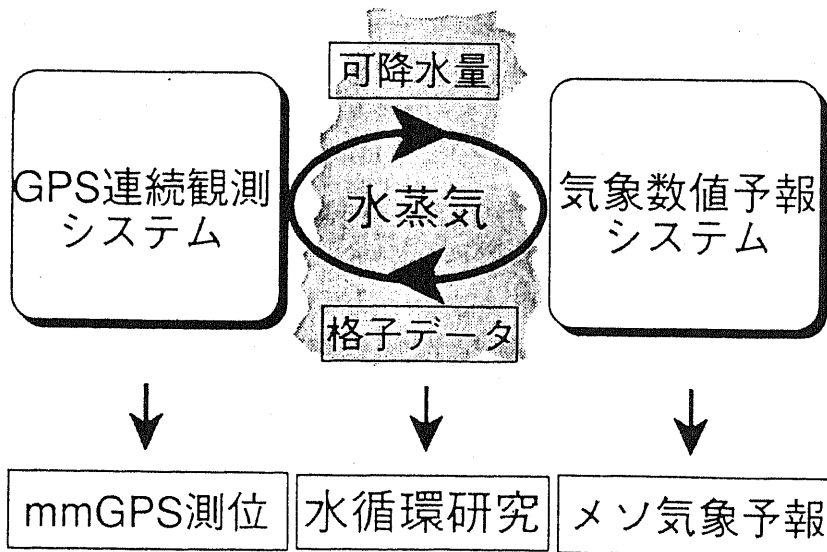 可降水量
GPS連続観測
システム
水蒸気
気象数値予報
システム
格子データ
mmGPS測位
水循環研究
メソ気象予報